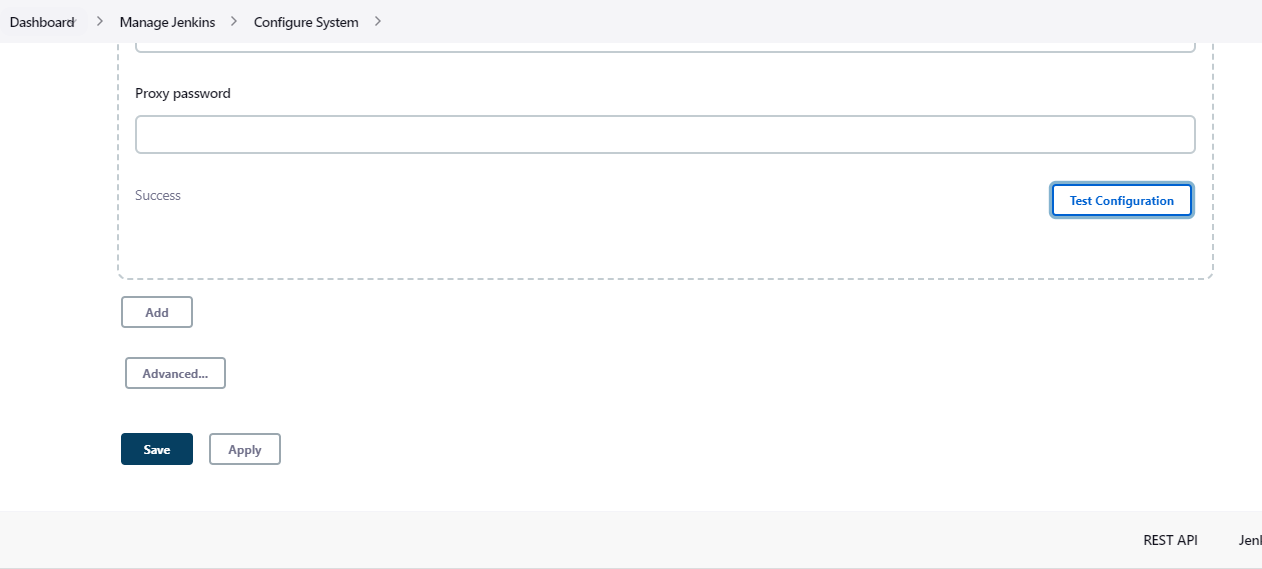 Dashboard > Manage Jenkins > Configure System >
Proxy password
Success
Test Configuration
Add
Advanced...
Save
Apply
REST API